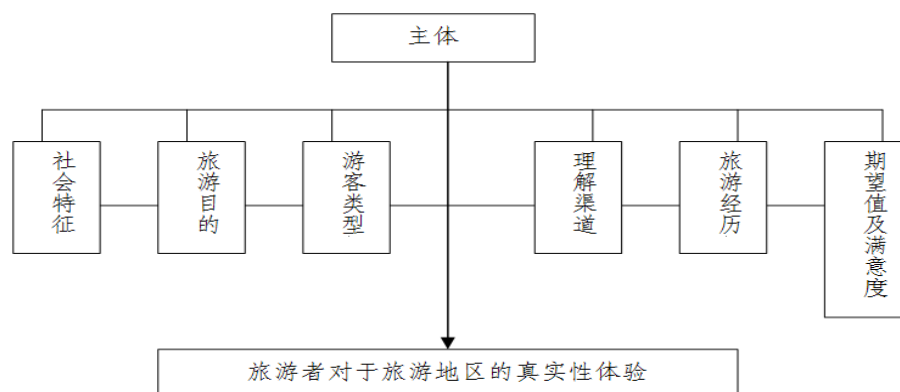 主体
社会特征
旅游目的
游客类型
理解渠道
旅游经历
期望值及满意度
旅游者对于旅游地区的真实性体验